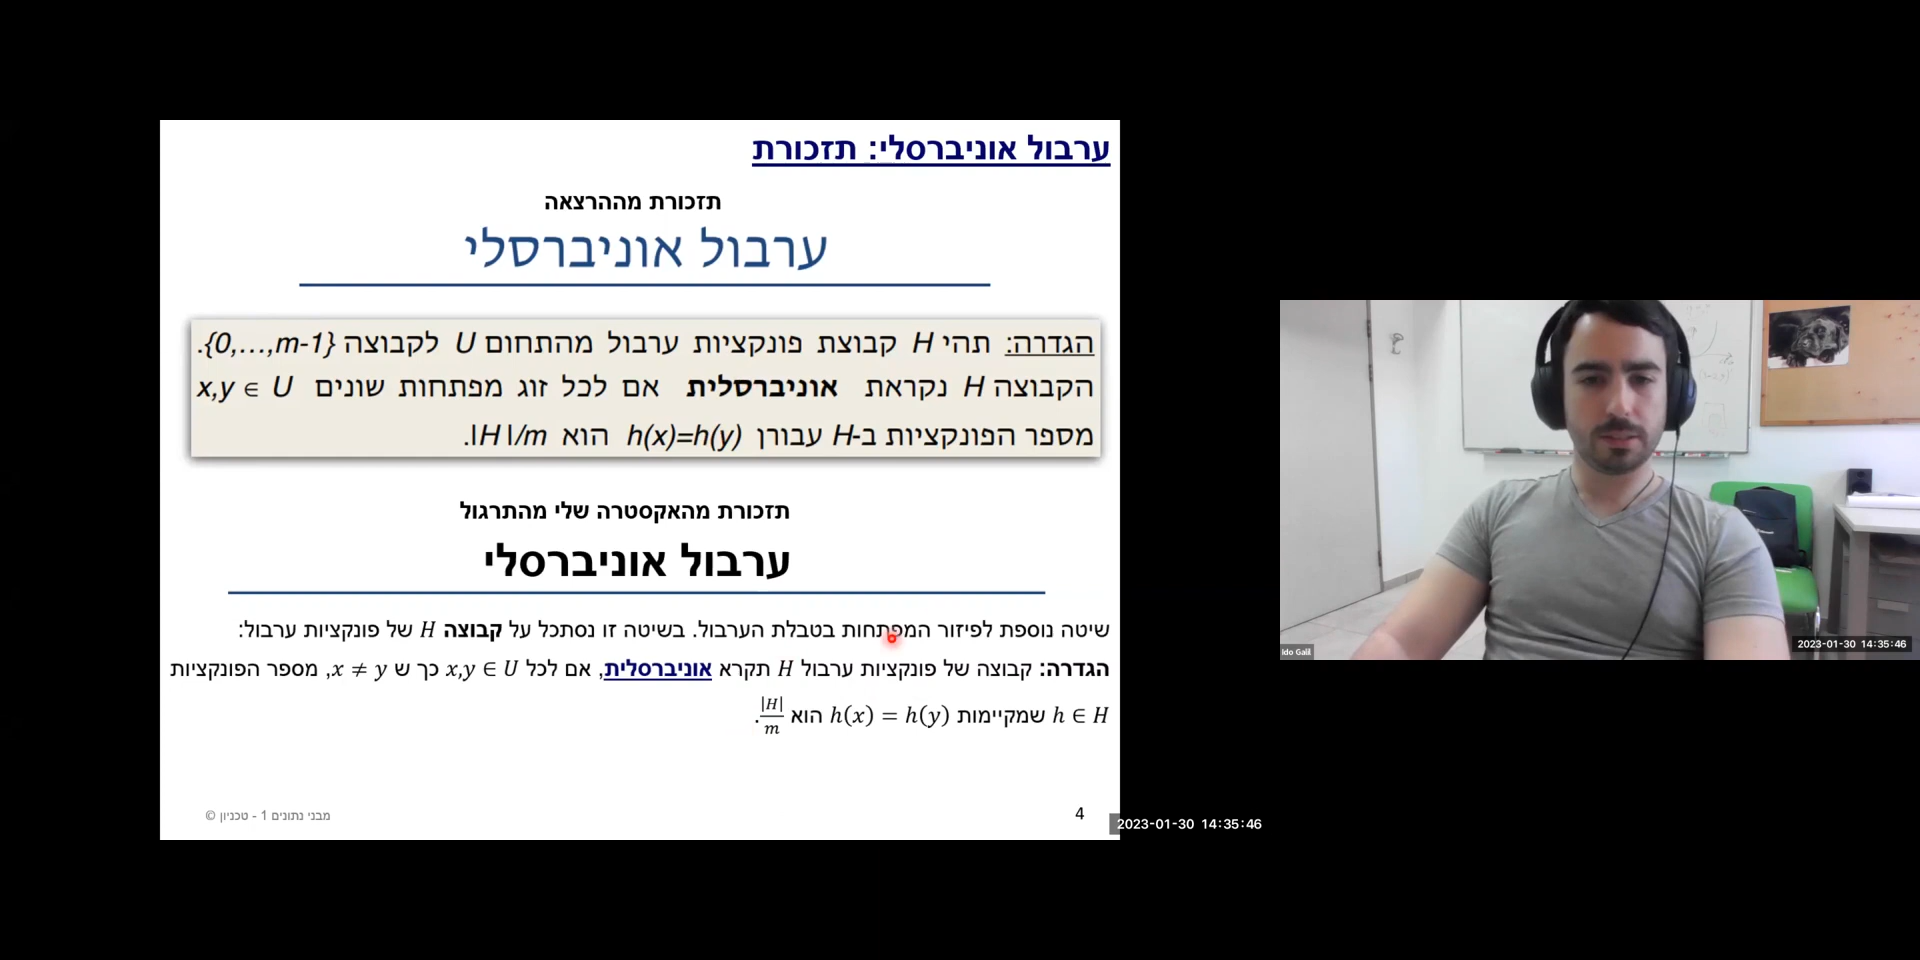 ערבול אוניברסלי: תזכורת
תזכורת מההרצאה
ערבול אוניברסלי
הגדרה: תהי H קבוצת פונקציות ערבול מהתחום U לקבוצה {0,…,m-1}.
הקבוצה H נקראת אוניברסלית אם לכל זוג מפתחות שונים x,y ∈ U
מספר הפונקציות ב-H עבורן h(x)=h(y) הוא |H|/m.
תזכורת מהאקסטרה שלי מהתרגול
ערבול אוניברסלי
שיטה נוספת לפיזור המפתחות בטבלת הערבול. בשיטה זו נסתכל על קבוצה H של פונקציות ערבול:
הגדרה: קבוצה של פונקציות ערבול H תקרא אוניברסלית, אם לכל x,y ∈ U כך ש x ≠ y, מספר הפונקציות
h ∈ H שמקיימות h(x) = h(y) הוא |H|/m.
מבני נתונים 1 - טכניון ©
4
2023-01-30 14:35:46
Ido Galil
2023-01-30 14:35:46